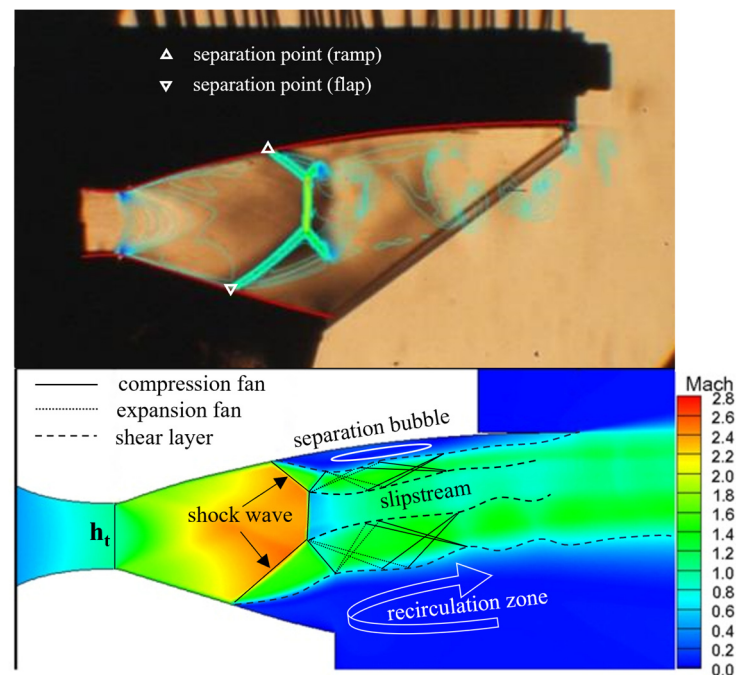 separation point (ramp)
separation point (flap)
compression fan
expansion fan
shear layer
separation bubble
slipstream
shock wave
hₜ
recirculation zone
Mach
2.8
2.6
2.4
2.2
2.0
1.8
1.6
1.4
1.2
1.0
0.8
0.6
0.4
0.2
0.0